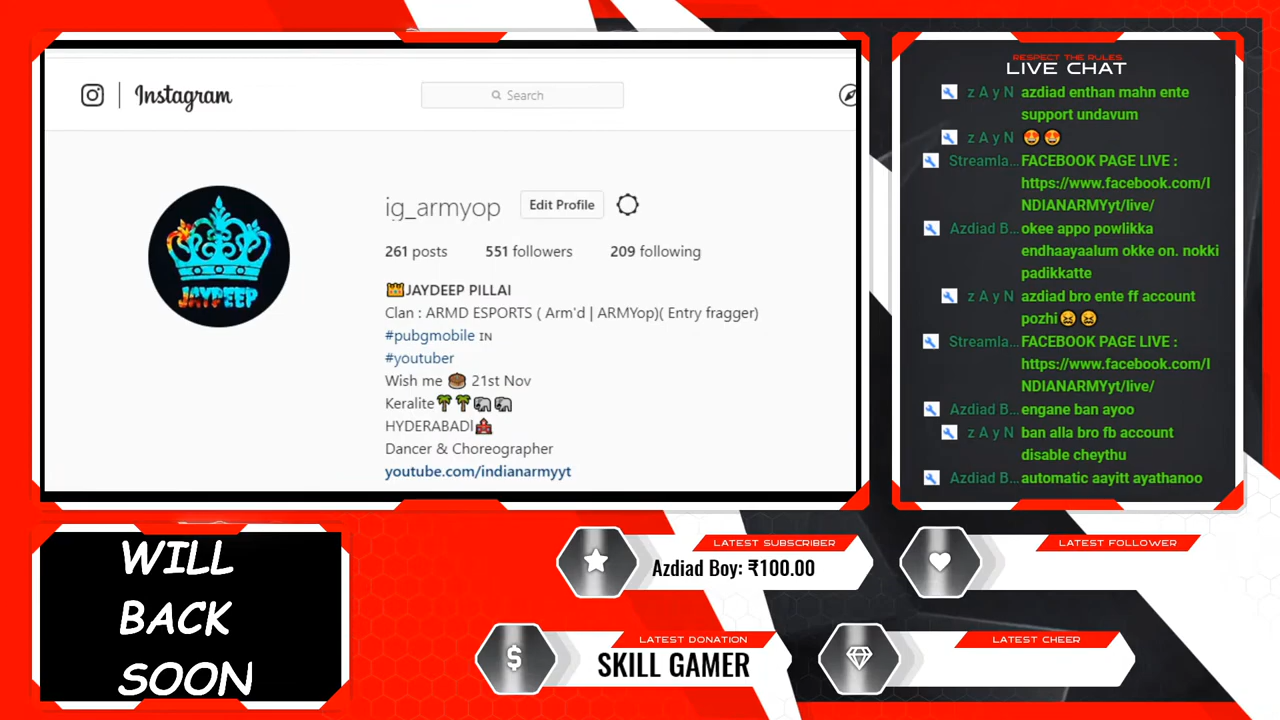 Instagram
Search
ig_armyop
Edit Profile
261 posts 551 followers 209 following
👑JAYDEEP PILLAI
Clan : ARMD ESPORTS ( Arm'd | ARMYop)( Entry fragger)
#pubgmobile IN
#youtuber
Wish me 🎂 21st Nov
Keralite🌴🌴🐘🐘
HYDERABADI🏩
Dancer & Choreographer
youtube.com/indianarmyyt
JAYDEEP
RESPECT THE RULES
LIVE CHAT
z A y N azdiad enthan mahn ente
support undavum
z A y N 😍 😍
Streamla... FACEBOOK PAGE LIVE :
https://www.facebook.com/I
NDIANARMYyt/live/
Azdiad B... okee appo powlikka
endhaayaalum okke on. nokki
padikkatte
z A y N azdiad bro ente ff account
pozhi😖 😖
Streamla... FACEBOOK PAGE LIVE :
https://www.facebook.com/I
NDIANARMYyt/live/
Azdiad B... engane ban ayoo
z A y N ban alla bro fb account
disable cheythu
Azdiad B... automatic aayitt ayathanoo
WILL
BACK
SOON
LATEST SUBSCRIBER
Azdiad Boy: ₹100.00
LATEST FOLLOWER
LATEST DONATION
SKILL GAMER
LATEST CHEER